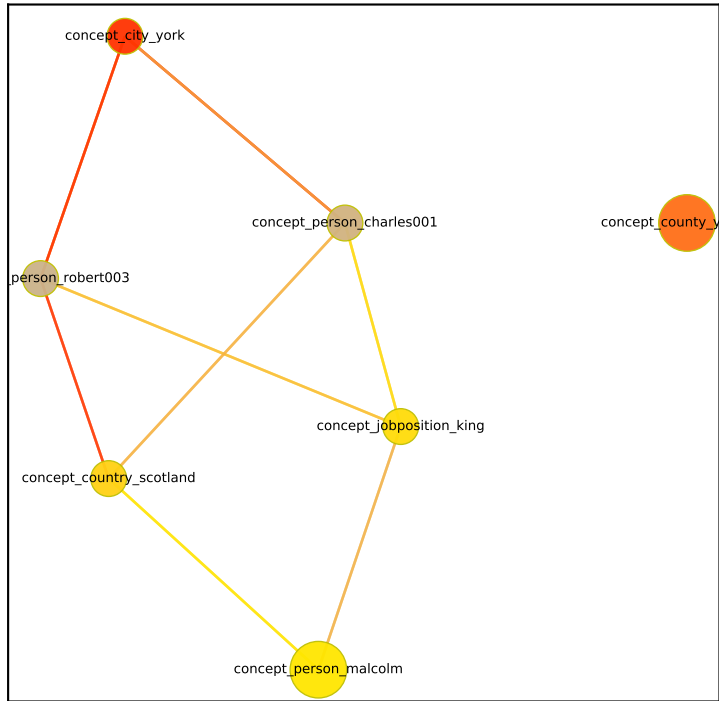 concept_city_york
concept_person_charles001
concept_county_y
_person_robert003
concept_jobposition_king
concept_country_scotland
concept_person_malcolm